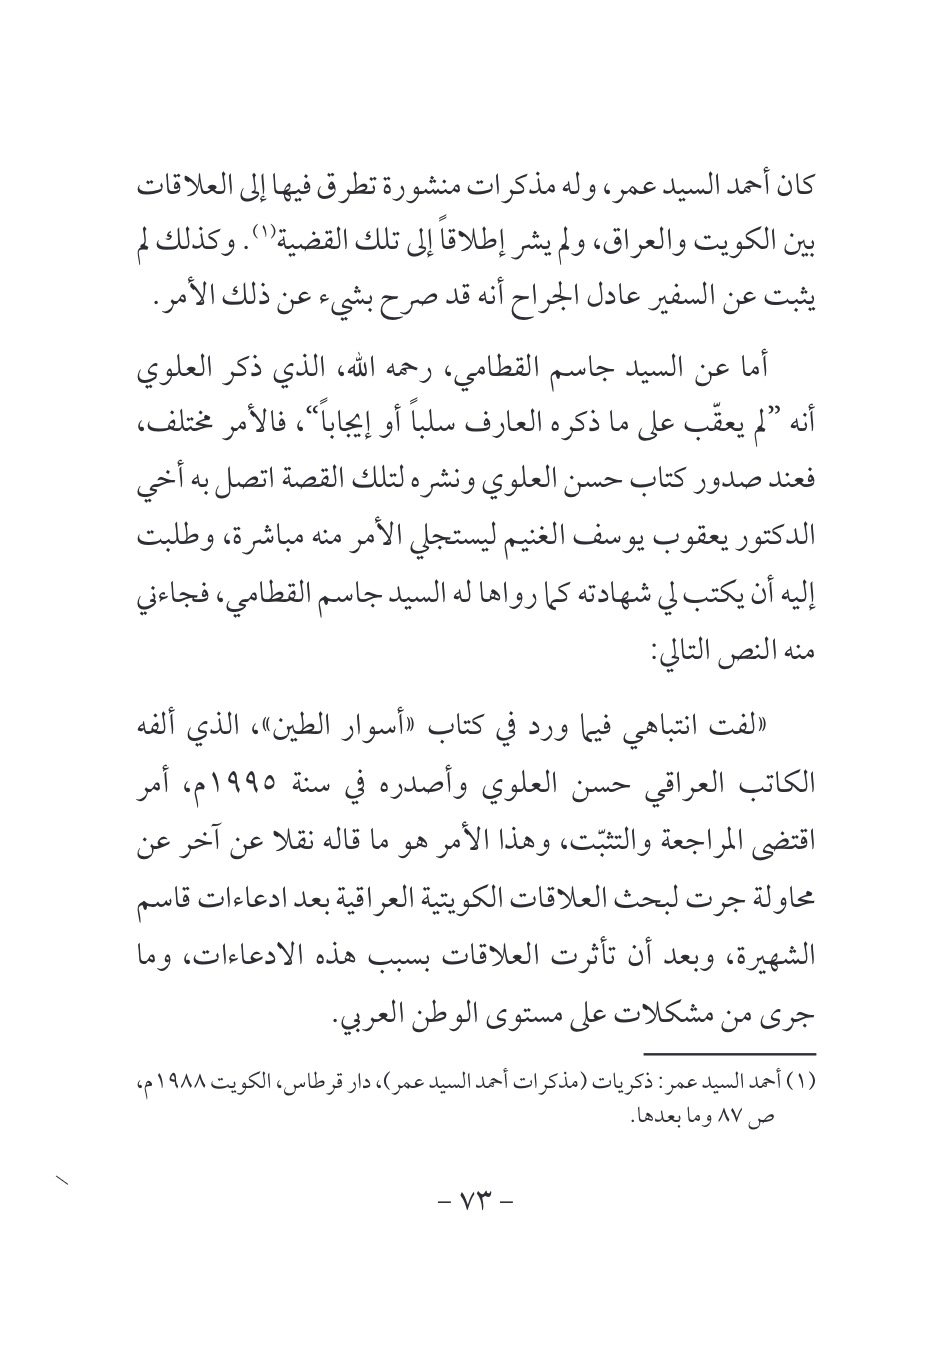 كان أحمد السيد عمر، وله مذكرات منشورة تطرق فيها إلى العلاقات
بين الكويت والعراق، ولم يشر إطلاقاً إلى تلك القضية(١). وكذلك لم
يثبت عن السفير عادل الجراح أنه قد صرح بشيء عن ذلك الأمر.
أما عن السيد جاسم القطامي، رحمه الله، الذي ذكر العلوي
أنه ”لم يعقّب على ما ذكره العارف سلباً أو إيجاباً“، فالأمر مختلف،
فعند صدور كتاب حسن العلوي ونشره لتلك القصة اتصل به أخي
الدكتور يعقوب يوسف الغنيم ليستجلي الأمر منه مباشرة، وطلبت
إليه أن يكتب لي شهادته كما رواها له السيد جاسم القطامي، فجاءني
منه النص التالي:
«لفت انتباهي فيما ورد في كتاب «أسوار الطين»، الذي ألفه
الكاتب العراقي حسن العلوي وأصدره في سنة ١٩٩٥م، أمر
اقتضى المراجعة والتثبّت، وهذا الأمر هو ما قاله نقلا عن آخر عن
محاولة جرت لبحث العلاقات الكويتية العراقية بعد ادعاءات قاسم
الشهيرة، وبعد أن تأثرت العلاقات بسبب هذه الادعاءات، وما
جرى من مشكلات على مستوى الوطن العربي.
(١) أحمد السيد عمر: ذكريات (مذكرات أحمد السيد عمر)، دار قرطاس، الكويت ١٩٨٨م،
ص ٨٧ وما بعدها.
– ٧٣ –